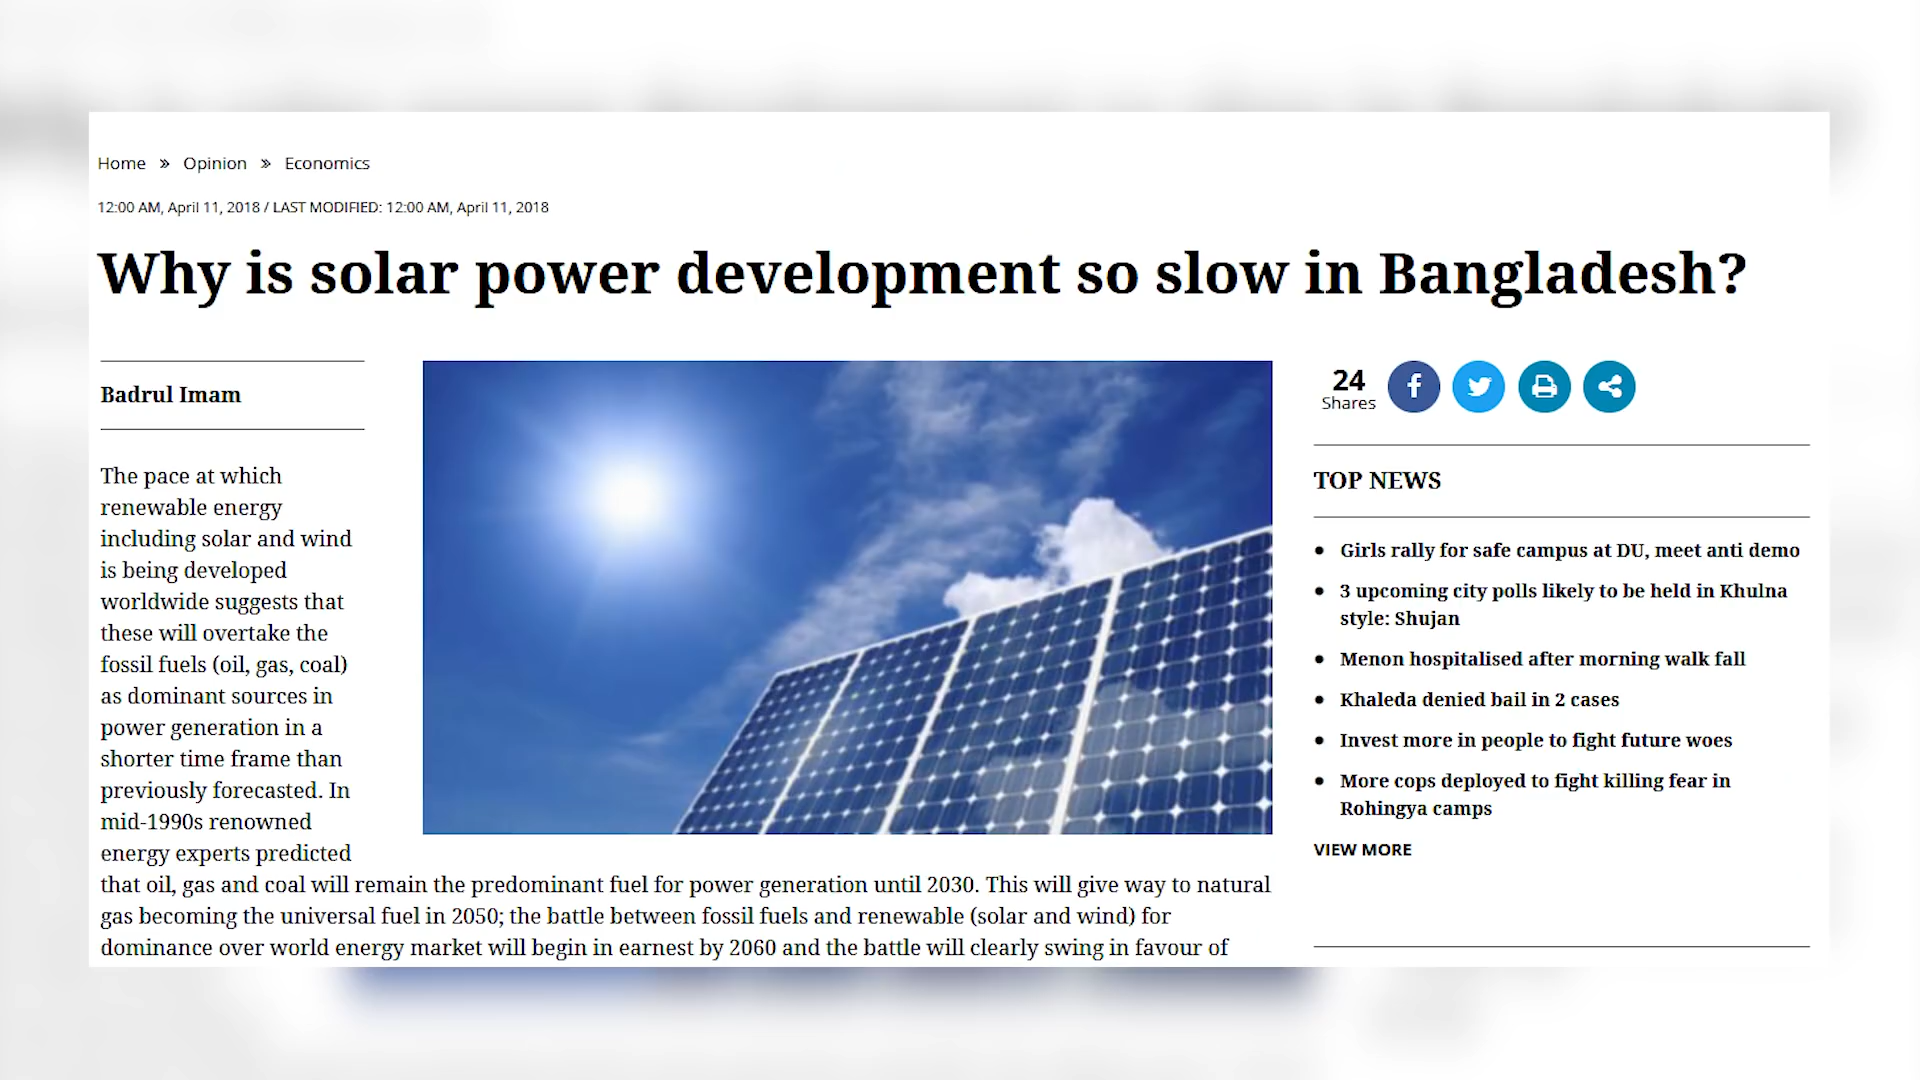 Home » Opinion » Economics
12:00 AM, April 11, 2018 / LAST MODIFIED: 12:00 AM, April 11, 2018
Why is solar power development so slow in Bangladesh?
Badrul Imam
The pace at which
renewable energy
including solar and wind
is being developed
worldwide suggests that
these will overtake the
fossil fuels (oil, gas, coal)
as dominant sources in
power generation in a
shorter time frame than
previously forecasted. In
mid-1990s renowned
energy experts predicted
that oil, gas and coal will remain the predominant fuel for power generation until 2030. This will give way to natural
gas becoming the universal fuel in 2050; the battle between fossil fuels and renewable (solar and wind) for
dominance over world energy market will begin in earnest by 2060 and the battle will clearly swing in favour of
24
Shares
TOP NEWS
Girls rally for safe campus at DU, meet anti demo
3 upcoming city polls likely to be held in Khulna
style: Shujan
Menon hospitalised after morning walk fall
Khaleda denied bail in 2 cases
Invest more in people to fight future woes
More cops deployed to fight killing fear in
Rohingya camps
VIEW MORE